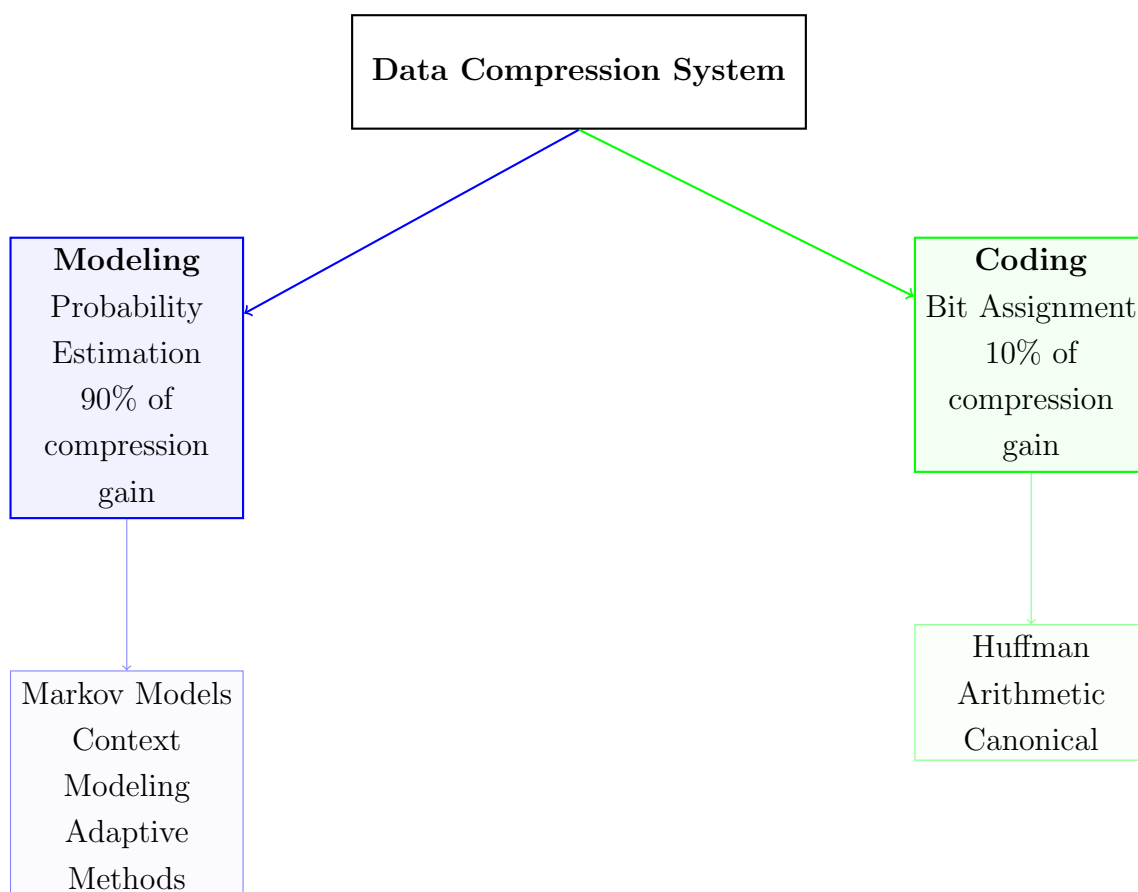 Data Compression System
Modeling
Probability
Estimation
90% of
compression
gain
Coding
Bit Assignment
10% of
compression
gain
Markov Models
Context
Modeling
Adaptive
Methods
Huffman
Arithmetic
Canonical